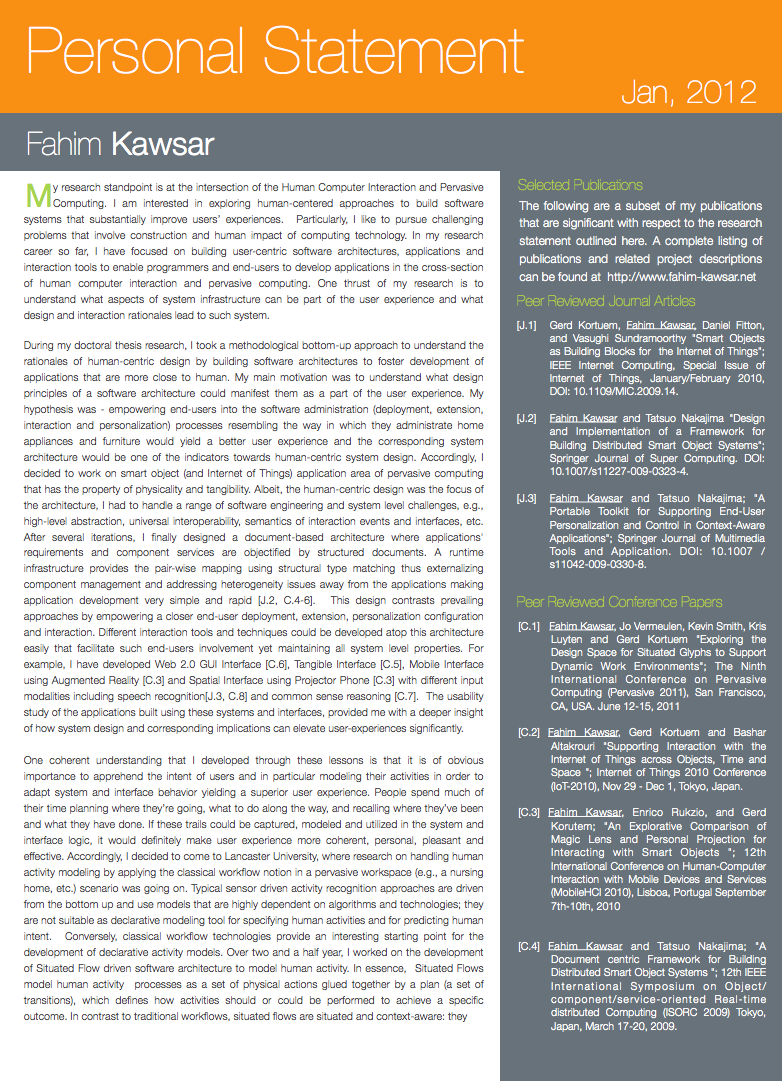 Personal Statement
Jan, 2012
Fahim Kawsar
My research standpoint is at the intersection of the Human Computer Interaction and Pervasive
Computing. I am interested in exploring human-centered approaches to build software
systems that substantially improve users' experiences. Particularly, I like to pursue challenging
problems that involve construction and human impact of computing technology. In my research
career so far, I have focused on building user-centric software architectures, applications and
interaction tools to enable programmers and end-users to develop applications in the cross-section
of human computer interaction and pervasive computing. One thrust of my research is to
understand what aspects of system infrastructure can be part of the user experience and what
design and interaction rationales lead to such system.
During my doctoral thesis research, I took a methodological bottom-up approach to understand the
rationales of human-centric design by building software architectures to foster development of
applications that are more close to human. My main motivation was to understand what design
principles of a software architecture could manifest them as a part of the user experience. My
hypothesis was - empowering end-users into the software administration (deployment, extension,
interaction and personalization) processes resembling the way in which they administrate home
appliances and furniture would yield a better user experience and the corresponding system
architecture would be one of the indicators towards human-centric system design. Accordingly, I
decided to work on smart object (and Internet of Things) application area of pervasive computing
that has the property of physicality and tangibility. Albeit, the human-centric design was the focus of
the architecture, I had to handle a range of software engineering and system level challenges, e.g.,
high-level abstraction, universal interoperability, semantics of interaction events and interfaces, etc.
After several iterations, I finally designed a document-based architecture where applications'
requirements and component services are objectified by structured documents. A runtime
infrastructure provides the pair-wise mapping using structural type matching thus externalizing
component management and addressing heterogeneity issues away from the applications making
application development very simple and rapid [J.2, C.4-6]. This design contrasts prevailing
approaches by empowering a closer end-user deployment, extension, personalization configuration
and interaction. Different interaction tools and techniques could be developed atop this architecture
easily that facilitate such end-users involvement yet maintaining all system level properties. For
example, I have developed Web 2.0 GUI Interface [C.6], Tangible Interface [C.5], Mobile Interface
using Augmented Reality [C.3] and Spatial Interface using Projector Phone [C.3] with different input
modalities including speech recognition[J.3, C.8] and common sense reasoning [C.7]. The usability
study of the applications built using these systems and interfaces, provided me with a deeper insight
of how system design and corresponding implications can elevate user-experiences significantly.
One coherent understanding that I developed through these lessons is that it is of obvious
importance to apprehend the intent of users and in particular modeling their activities in order to
adapt system and interface behavior yielding a superior user experience. People spend much of
their time planning where they're going, what to do along the way, and recalling where they've been
and what they have done. If these trails could be captured, modeled and utilized in the system and
interface logic, it would definitely make user experience more coherent, personal, pleasant and
effective. Accordingly, I decided to come to Lancaster University, where research on handling human
activity modeling by applying the classical workflow notion in a pervasive workspace (e.g., a nursing
home, etc.) scenario was going on. Typical sensor driven activity recognition approaches are driven
from the bottom up and use models that are highly dependent on algorithms and technologies; they
are not suitable as declarative modeling tool for specifying human activities and for predicting human
intent. Conversely, classical workflow technologies provide an interesting starting point for the
development of declarative activity models. Over two and a half year, I worked on the development
of Situated Flow driven software architecture to model human activity. In essence, Situated Flows
model human activity processes as a set of physical actions glued together by a plan (a set of
transitions), which defines how activities should or could be performed to achieve a specific
outcome. In contrast to traditional workflows, situated flows are situated and context-aware: they
Selected Publications
The following are a subset of my publications
that are significant with respect to the research
statement outlined here. A complete listing of
publications and related project descriptions
can be found at http://www.fahim-kawsar.net
Peer Reviewed Journal Articles
[J.1] Gerd Kortuem, Fahim Kawsar, Daniel Fitton,
and Vasughi Sundramoorthy "Smart Objects
as Building Blocks for the Internet of Things";
IEEE Internet Computing, Special Issue of
Internet of Things, January/February 2010,
DOI: 10.1109/MIC.2009.14.
[J.2] Fahim Kawsar and Tatsuo Nakajima "Design
and Implementation of a Framework for
Building Distributed Smart Object Systems";
Springer Journal of Super Computing. DOI:
10.1007/s11227-009-0323-4.
[J.3] Fahim Kawsar and Tatsuo Nakajima; "A
Portable Toolkit for Supporting End-User
Personalization and Control in Context-Aware
Applications"; Springer Journal of Multimedia
Tools and Application. DOI: 10.1007 /
s11042-009-0330-8.
Peer Reviewed Conference Papers
[C.1] Fahim Kawsar, Jo Vermeulen, Kevin Smith, Kris
Luyten and Gerd Kortuem "Exploring the
Design Space for Situated Glyphs to Support
Dynamic Work Environments"; The Ninth
International Conference on Pervasive
Computing (Pervasive 2011), San Francisco,
CA, USA. June 12-15, 2011
[C.2] Fahim Kawsar, Gerd Kortuem and Bashar
Altakrouri "Supporting Interaction with the
Internet of Things across Objects, Time and
Space "; Internet of Things 2010 Conference
(IoT-2010), Nov 29 - Dec 1, Tokyo, Japan.
[C.3] Fahim Kawsar, Enrico Rukzio, and Gerd
Korutem; "An Explorative Comparison of
Magic Lens and Personal Projection for
Interacting with Smart Objects "; 12th
International Conference on Human-Computer
Interaction with Mobile Devices and Services
(MobileHCI 2010), Lisboa, Portugal September
7th-10th, 2010
[C.4] Fahim Kawsar and Tatsuo Nakajima; "A
Document centric Framework for Building
Distributed Smart Object Systems "; 12th IEEE
International Symposium on Object/
component/service-oriented Real-time
distributed Computing (ISORC 2009) Tokyo,
Japan, March 17-20, 2009.